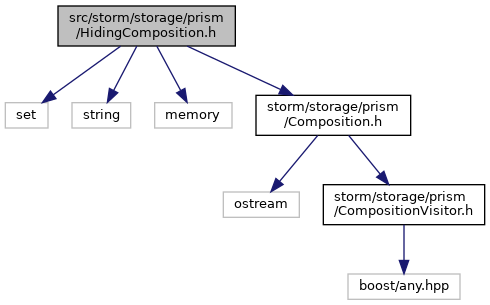 src/storm/storage/prism
/HidingComposition.h
set
string
memory
storm/storage/prism
/Composition.h
ostream
storm/storage/prism
/CompositionVisitor.h
boost/any.hpp